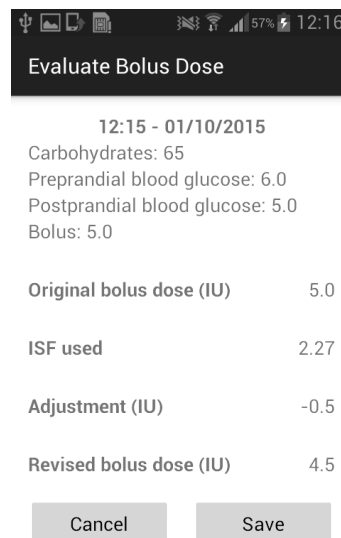 57% 12:16
Evaluate Bolus Dose
12:15 - 01/10/2015
Carbohydrates: 65
Preprandial blood glucose: 6.0
Postprandial blood glucose: 5.0
Bolus: 5.0
Original bolus dose (IU) 5.0
ISF used 2.27
Adjustment (IU) -0.5
Revised bolus dose (IU) 4.5
Cancel Save